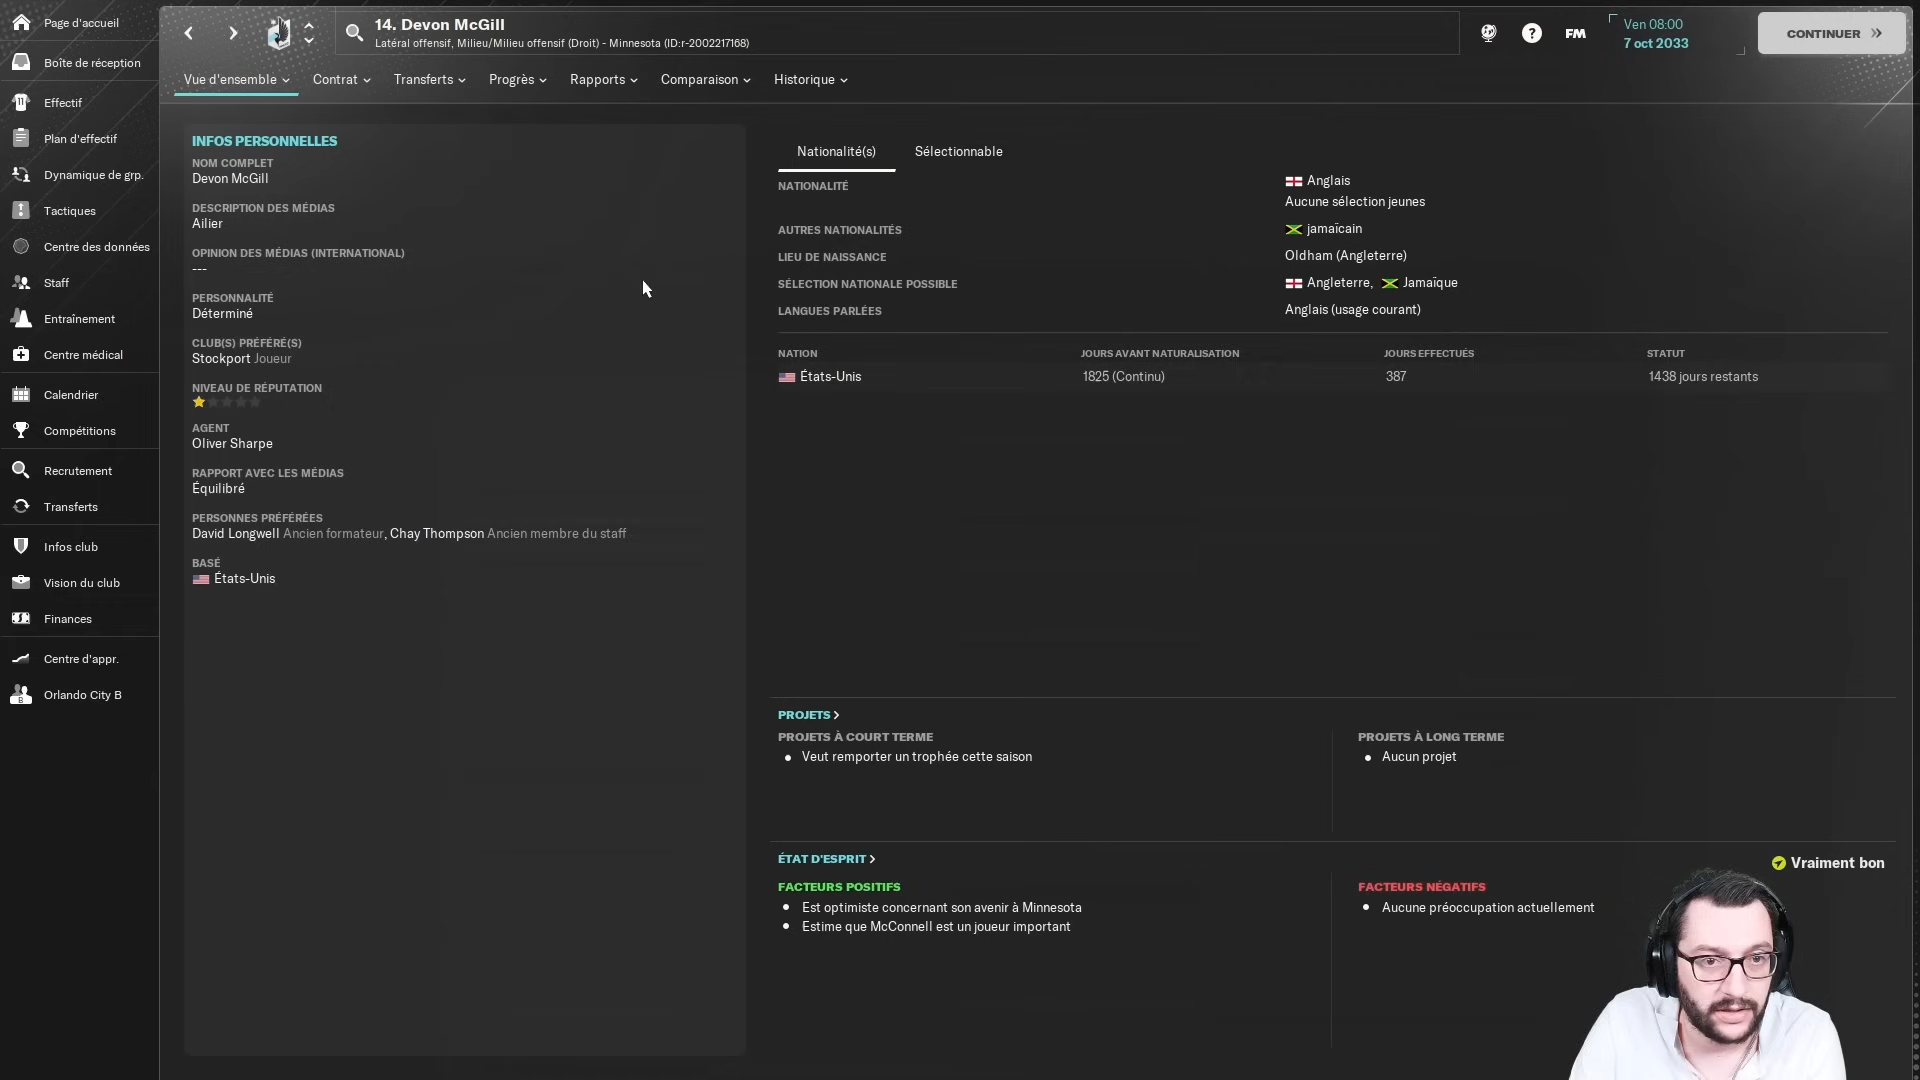 Page d'accueil
Boîte de réception
Effectif
Plan d'effectif
Dynamique de grp.
Tactiques
Centre des données
Staff
Entraînement
Centre médical
Calendrier
Compétitions
Recrutement
Transferts
Infos club
Vision du club
Finances
Centre d'appr.
Orlando City B
14. Devon McGill
Latéral offensif, Milieu/Milieu offensif (Droit) - Minnesota (ID:r-2002217168)
FM
Ven 08:00
7 oct 2033
CONTINUER
Vue d'ensemble
Contrat
Transferts
Progrès
Rapports
Comparaison
Historique
INFOS PERSONNELLES
NOM COMPLET
Devon McGill
DESCRIPTION DES MÉDIAS
Ailier
OPINION DES MÉDIAS (INTERNATIONAL)
---
PERSONNALITÉ
Déterminé
CLUB(S) PRÉFÉRÉ(S)
Stockport Joueur
NIVEAU DE RÉPUTATION
AGENT
Oliver Sharpe
RAPPORT AVEC LES MÉDIAS
Équilibré
PERSONNES PRÉFÉRÉES
David Longwell Ancien formateur, Chay Thompson Ancien membre du staff
BASÉ
États-Unis
Nationalité(s)
Sélectionnable
NATIONALITÉ
Anglais
Aucune sélection jeunes
AUTRES NATIONALITÉS
jamaïcain
LIEU DE NAISSANCE
Oldham (Angleterre)
SÉLECTION NATIONALE POSSIBLE
Angleterre, Jamaïque
LANGUES PARLÉES
Anglais (usage courant)
NATION
JOURS AVANT NATURALISATION
JOURS EFFECTUÉS
STATUT
États-Unis
1825 (Continu)
387
1438 jours restants
PROJETS
PROJETS À COURT TERME
Veut remporter un trophée cette saison
PROJETS À LONG TERME
Aucun projet
ÉTAT D'ESPRIT
Vraiment bon
FACTEURS POSITIFS
Est optimiste concernant son avenir à Minnesota
Estime que McConnell est un joueur important
FACTEURS NÉGATIFS
Aucune préoccupation actuellement